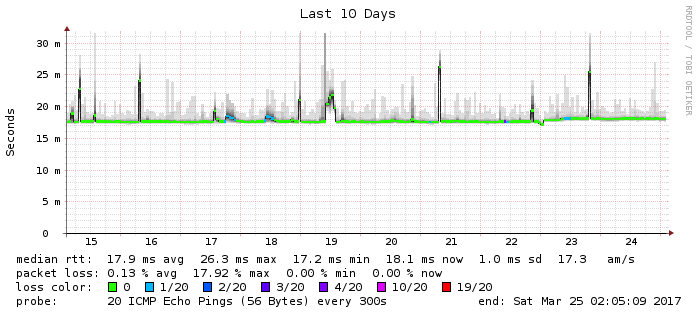 Last 10 Days
RRDTOOL / TOBI OETIKER
Seconds
30 m
25 m
20 m
15 m
10 m
5 m
0
15 16 17 18 19 20 21 22 23 24
median rtt: 17.9 ms avg 26.3 ms max 17.2 ms min 18.1 ms now 1.0 ms sd 17.3 am/s
packet loss: 0.13 % avg 17.92 % max 0.00 % min 0.00 % now
loss color: 0 1/20 2/20 3/20 4/20 10/20 19/20
probe: 20 ICMP Echo Pings (56 Bytes) every 300s end: Sat Mar 25 02:05:09 2017